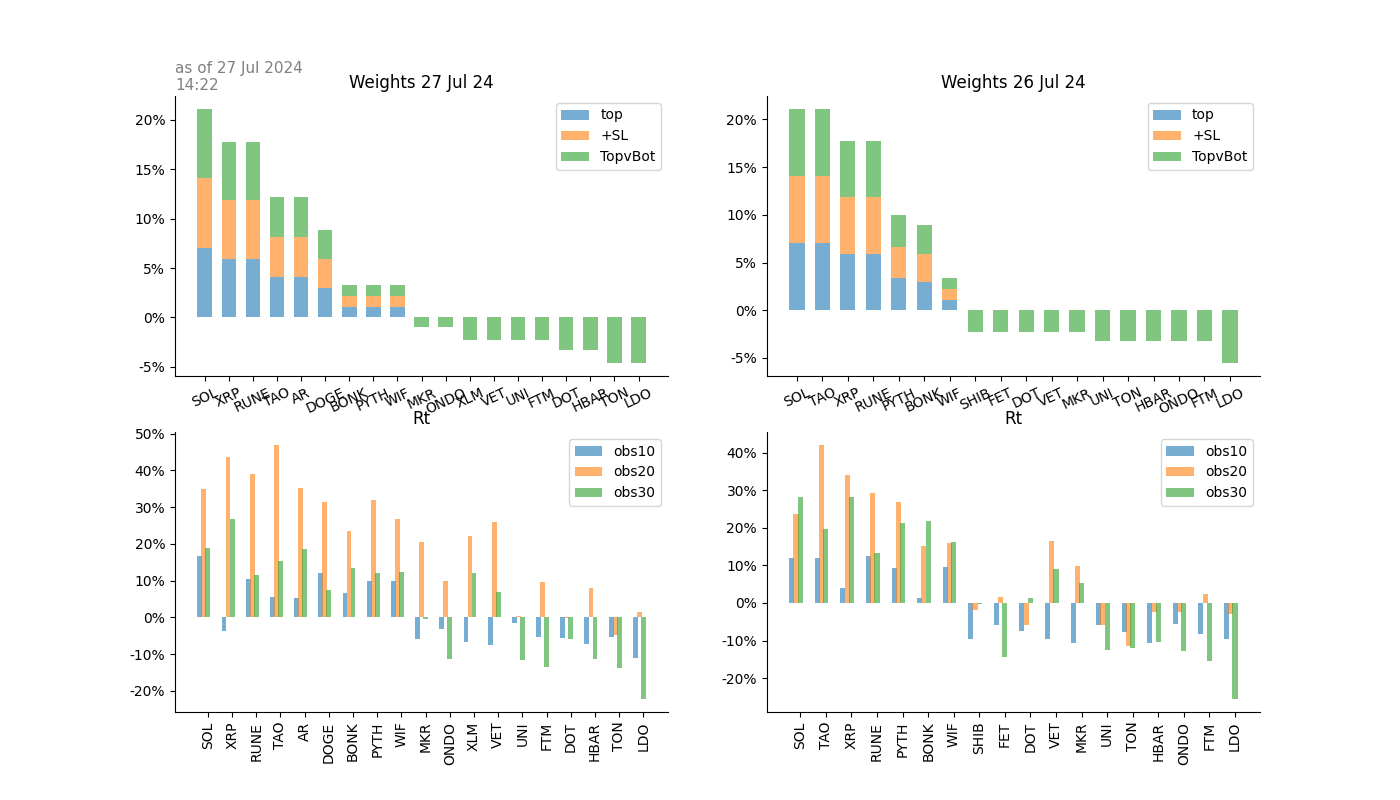 as of 27 Jul 2024
14:22
Weights 27 Jul 24
20%
15%
10%
5%
0%
-5%
top
+SL
TopvBot
SOL XRP RUNE TAO AR DOGE BONK PYTH WIF MKR ONDO XLM VET UNI FTM DOT HBAR TON LDO
Weights 26 Jul 24
20%
15%
10%
5%
0%
-5%
top
+SL
TopvBot
SOL TAO XRP RUNE PYTH BONK WIF SHIB FET DOT VET MKR UNI TON HBAR ONDO FTM LDO
Rt
50%
40%
30%
20%
10%
0%
-10%
-20%
obs10
obs20
obs30
SOL XRP RUNE TAO AR DOGE BONK PYTH WIF MKR ONDO XLM VET UNI FTM DOT HBAR TON LDO
Rt
40%
30%
20%
10%
0%
-10%
-20%
obs10
obs20
obs30
SOL TAO XRP RUNE PYTH BONK WIF SHIB FET DOT VET MKR UNI TON HBAR ONDO FTM LDO